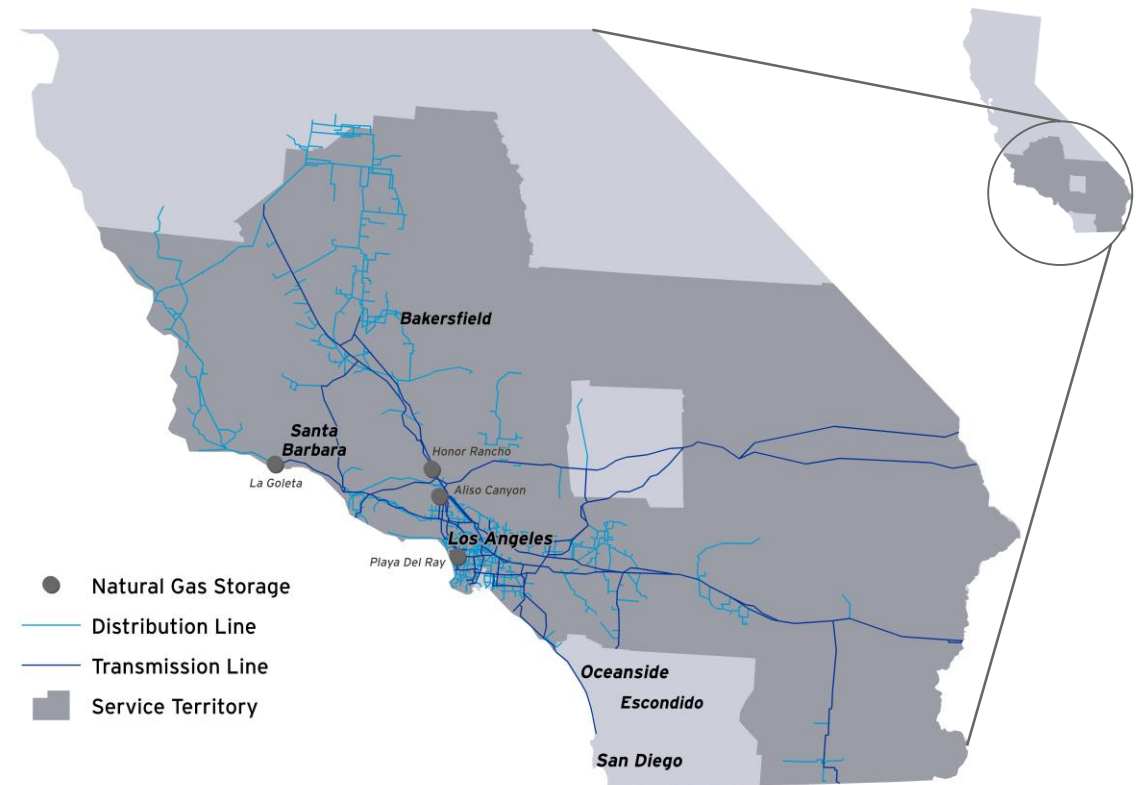 Bakersfield
Santa
Barbara
Honor Rancho
La Goleta
Aliso Canyon
Los Angeles
Playa Del Ray
Natural Gas Storage
Distribution Line
Transmission Line
Service Territory
Oceanside
Escondido
San Diego